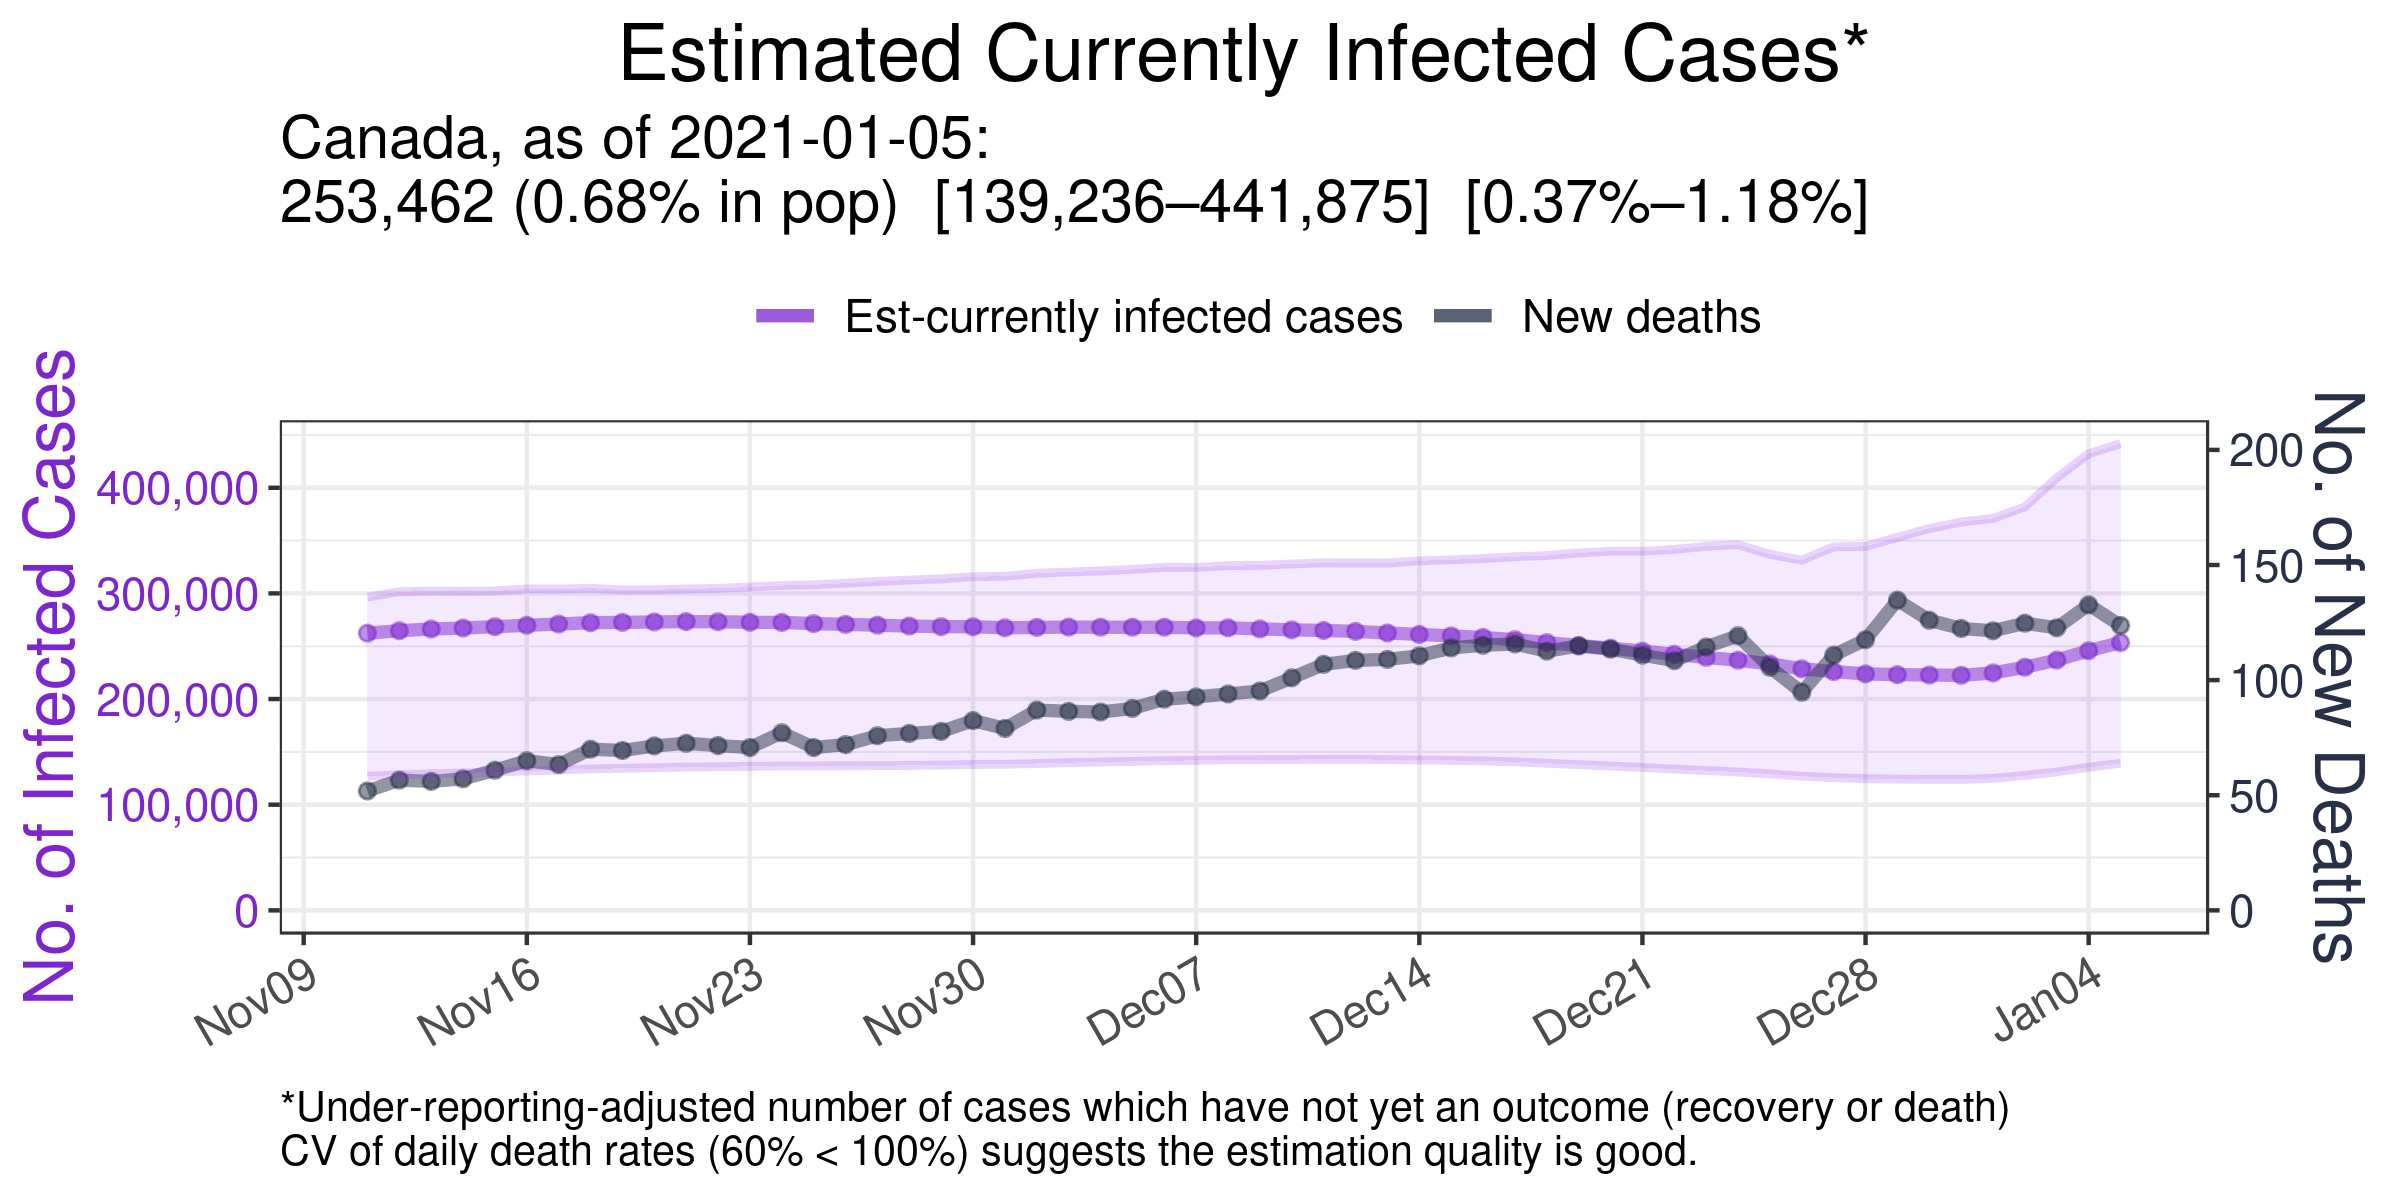 Estimated Currently Infected Cases*
Canada, as of 2021-01-05:
253,462 (0.68% in pop)  [139,236–441,875]  [0.37%–1.18%]
Est-currently infected cases
New deaths
No. of Infected Cases
400,000
300,000
200,000
100,000
0
200
150
100
50
0
No. of New Deaths
Nov09
Nov16
Nov23
Nov30
Dec07
Dec14
Dec21
Dec28
Jan04
*Under-reporting-adjusted number of cases which have not yet an outcome (recovery or death)
CV of daily death rates (60% < 100%) suggests the estimation quality is good.